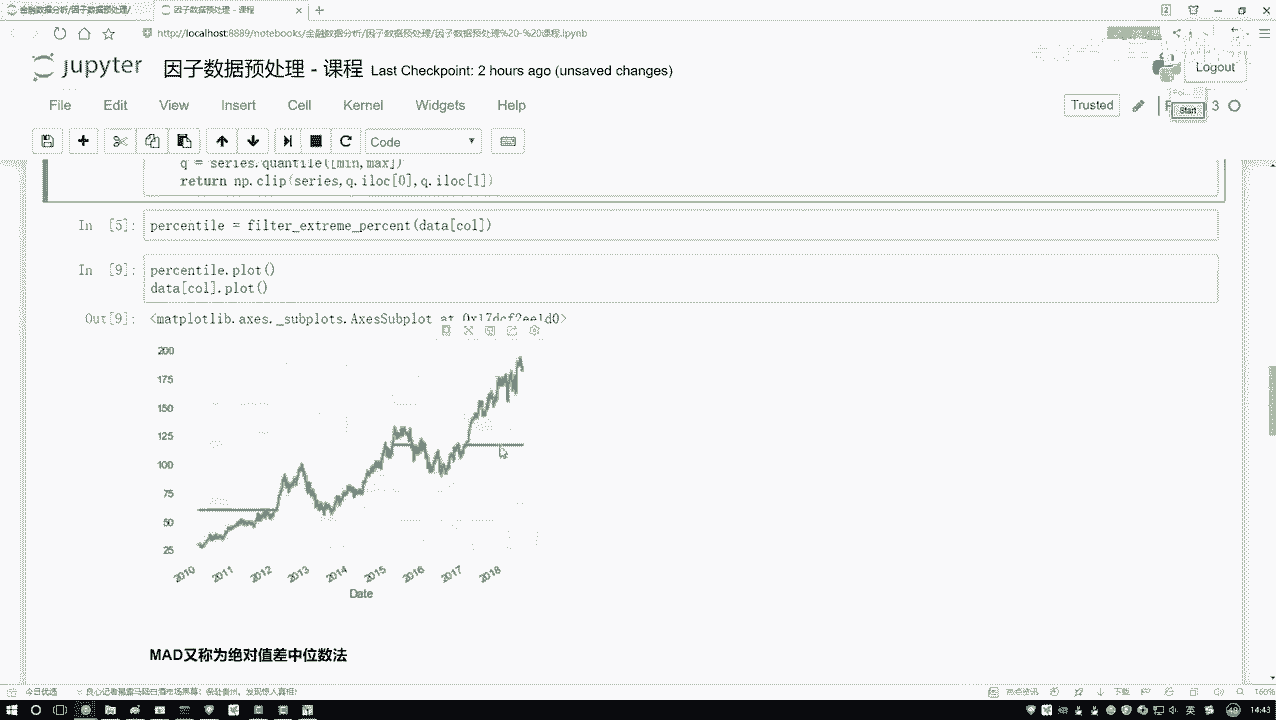 金融数据分析/因子数据预处理/
因子数据预处理 - 课程
http://localhost:8889/notebooks/金融数据分析/因子数据预处理/因子数据预处理%20-%20课程.ipynb
jupyter 因子数据预处理 - 课程 Last Checkpoint: 2 hours ago (unsaved changes)
Logout
File Edit View Insert Cell Kernel Widgets Help
Trusted
3
Start
Code
q = series.quantile([min,max])
return np.clip(series,q.iloc[0],q.iloc[1])
In [5]: percentile = filter_extreme_percent(data[col])
In [9]: percentile.plot()
data[col].plot()
Out[9]: <matplotlib.axes._subplots.AxesSubplot at 0x17dcf2ee1d0>
200
175
150
125
100
75
50
25
2010 2011 2012 2013 2014 2015 2016 2017 2018
Date
MAD又称为绝对值差中位数法
今日优选
热点资讯
下载
160%
英
14:43